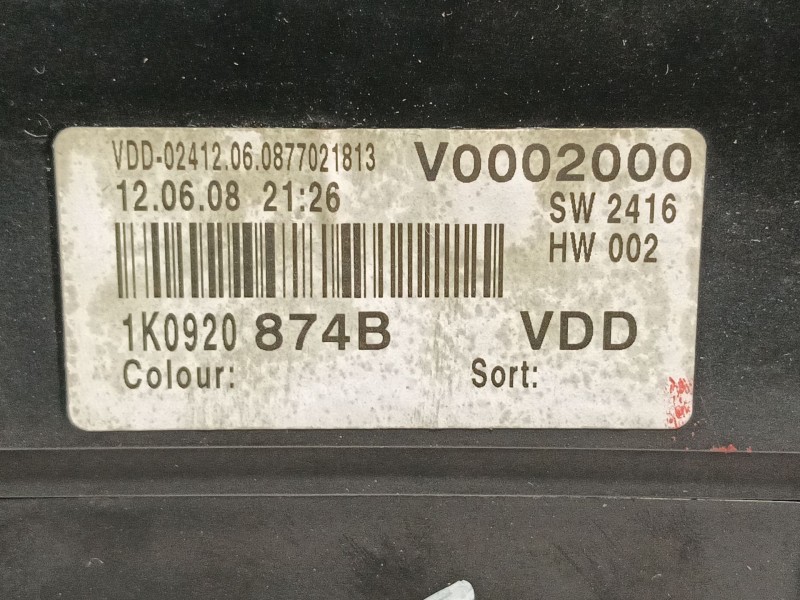 VDD-02412.06.0877021813 V0002000
12.06.08 21:26 SW 2416
HW 002
1K0920 874B VDD
Colour: Sort: